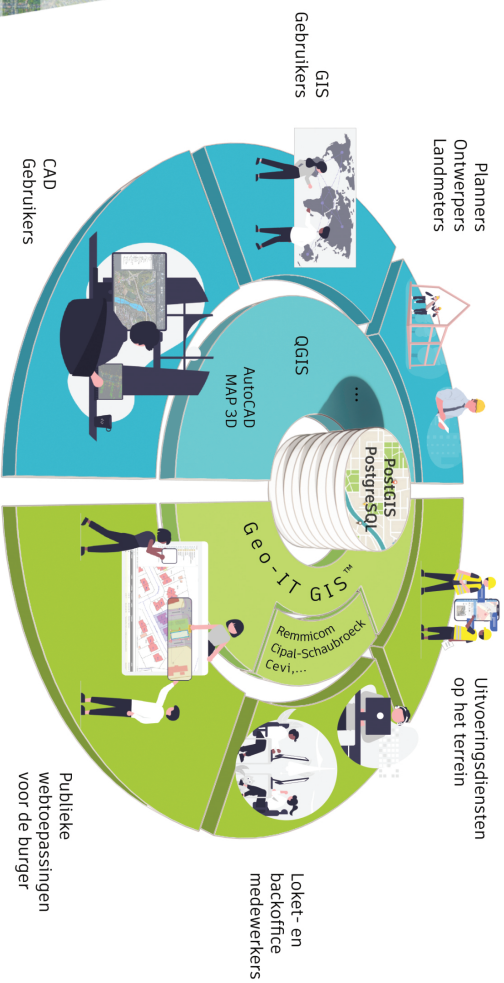 GIS
Gebruikers
Planners
Ontwerpers
Landmeters
CAD
Gebruikers
QGIS
AutoCAD
MAP 3D
...
PostGIS
PostgreSQL
Geo-IT GIS™
Remmicom
Cipal-Schaubroeck
Cevi,...
Uitvoeringsdiensten
op het terrein
Loket- en
backoffice
medewerkers
Publieke
webtoepassingen
voor de burger